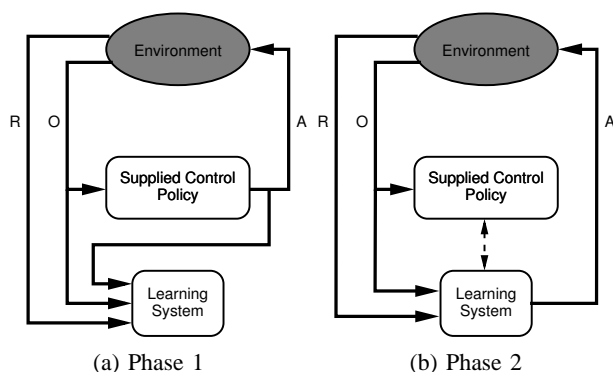 Environment
R
O
A
Supplied Control
Policy
Learning
System
(a) Phase 1
Environment
R
O
A
Supplied Control
Policy
Learning
System
(b) Phase 2